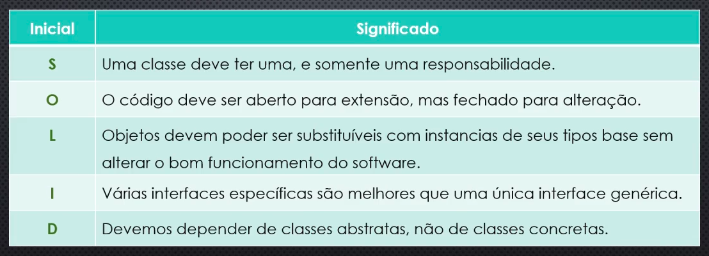 Inicial Significado
S Uma classe deve ter uma, e somente uma responsabilidade.
O O código deve ser aberto para extensão, mas fechado para alteração.
L Objetos devem poder ser substituíveis com instancias de seus tipos base sem
alterar o bom funcionamento do software.
I Várias interfaces específicas são melhores que uma única interface genérica.
D Devemos depender de classes abstratas, não de classes concretas.